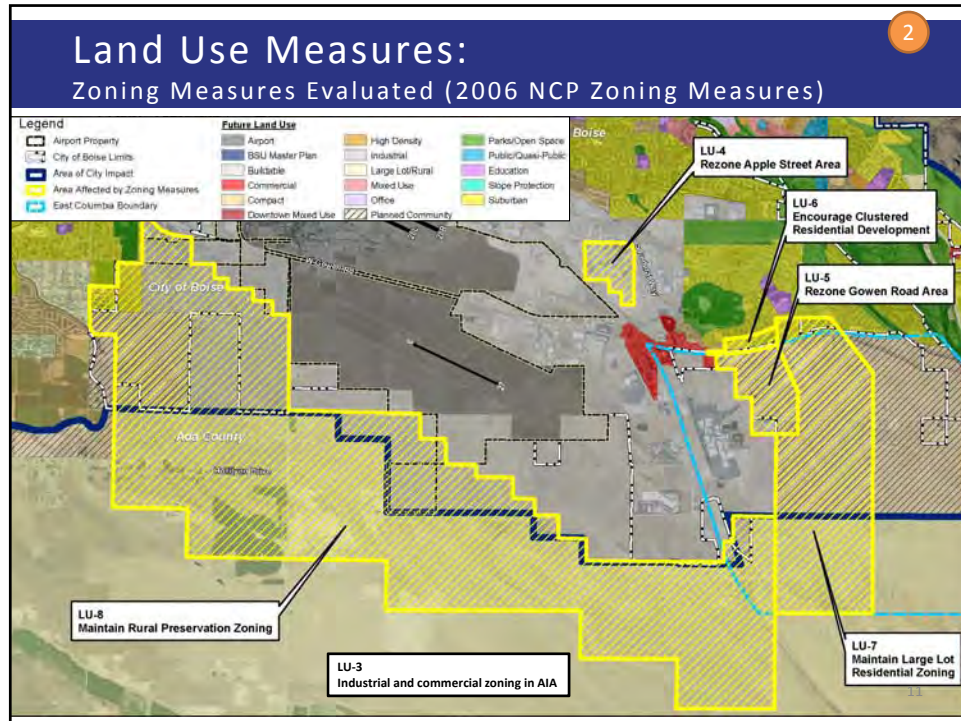 Land Use Measures:
2
Zoning Measures Evaluated (2006 NCP Zoning Measures)
Legend
Airport Property
City of Boise Limits
Area of City Impact
Area Affected by Zoning Measures
East Columbia Boundary
Future Land Use
Airport
BSU Master Plan
Buildable
Commercial
Compact
Downtown Mixed Use
High Density
Industrial
Large Lot/Rural
Mixed Use
Office
Planned Community
Parks/Open Space
Public/Quasi-Public
Education
Slope Protection
Suburban
Boise
LU-4
Rezone Apple Street Area
LU-6
Encourage Clustered
Residential Development
LU-5
Rezone Gowen Road Area
City of Boise
Ada County
LU-8
Maintain Rural Preservation Zoning
LU-3
Industrial and commercial zoning in AIA
LU-7
Maintain Large Lot
Residential Zoning
11